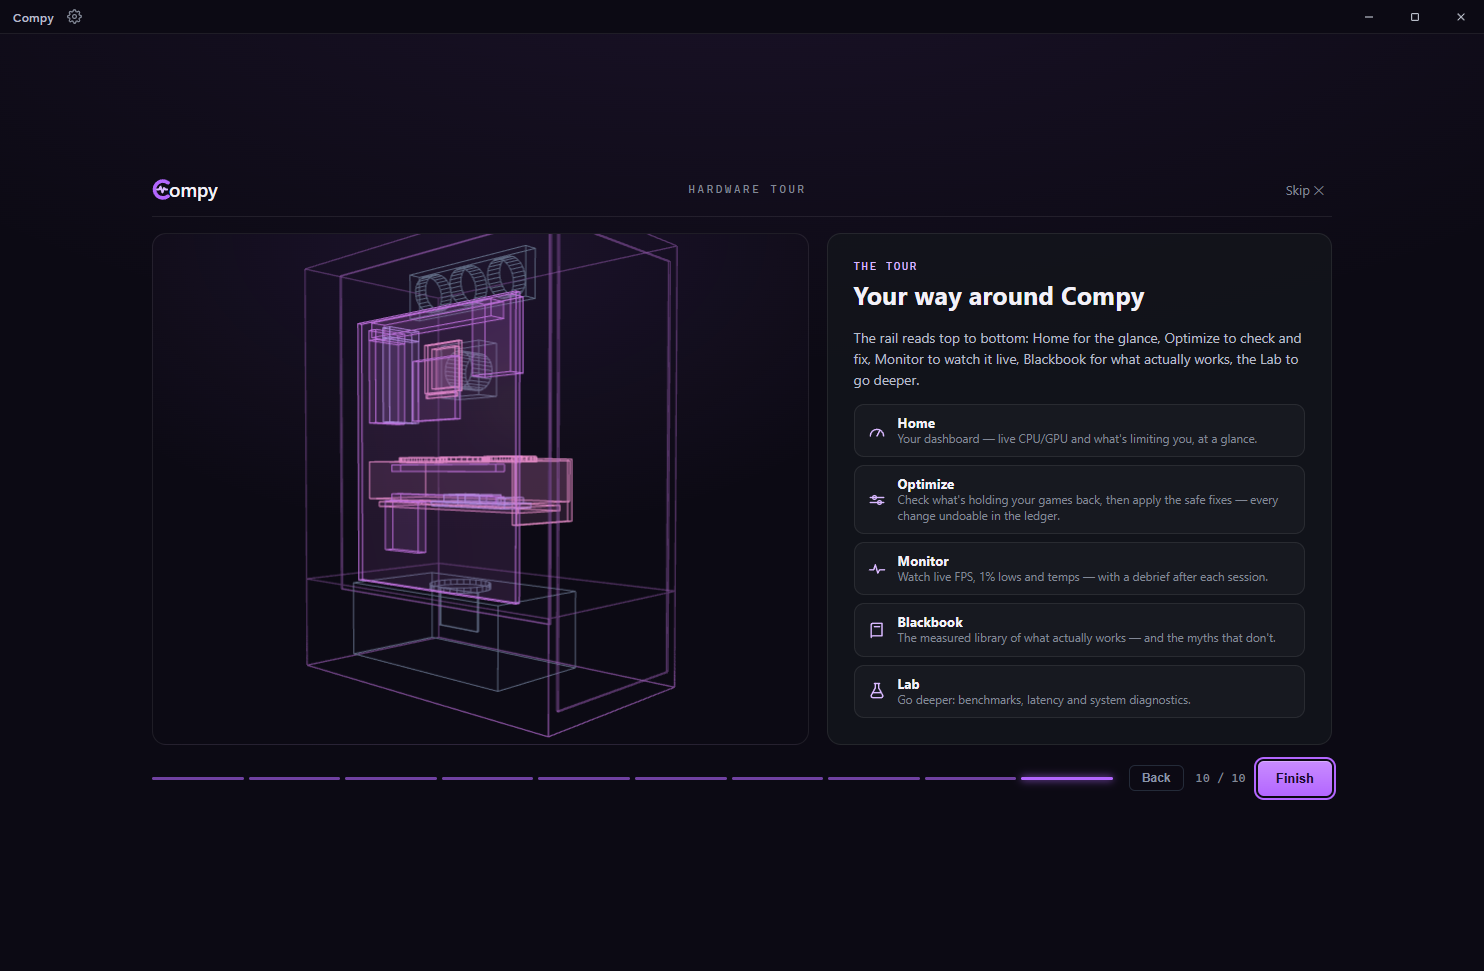 Compy
Compy
HARDWARE TOUR
Skip
THE TOUR
Your way around Compy
The rail reads top to bottom: Home for the glance, Optimize to check and
fix, Monitor to watch it live, Blackbook for what actually works, the Lab to
go deeper.
Home
Your dashboard — live CPU/GPU and what's limiting you, at a glance.
Optimize
Check what's holding your games back, then apply the safe fixes — every
change undoable in the ledger.
Monitor
Watch live FPS, 1% lows and temps — with a debrief after each session.
Blackbook
The measured library of what actually works — and the myths that don't.
Lab
Go deeper: benchmarks, latency and system diagnostics.
Back
10 / 10
Finish